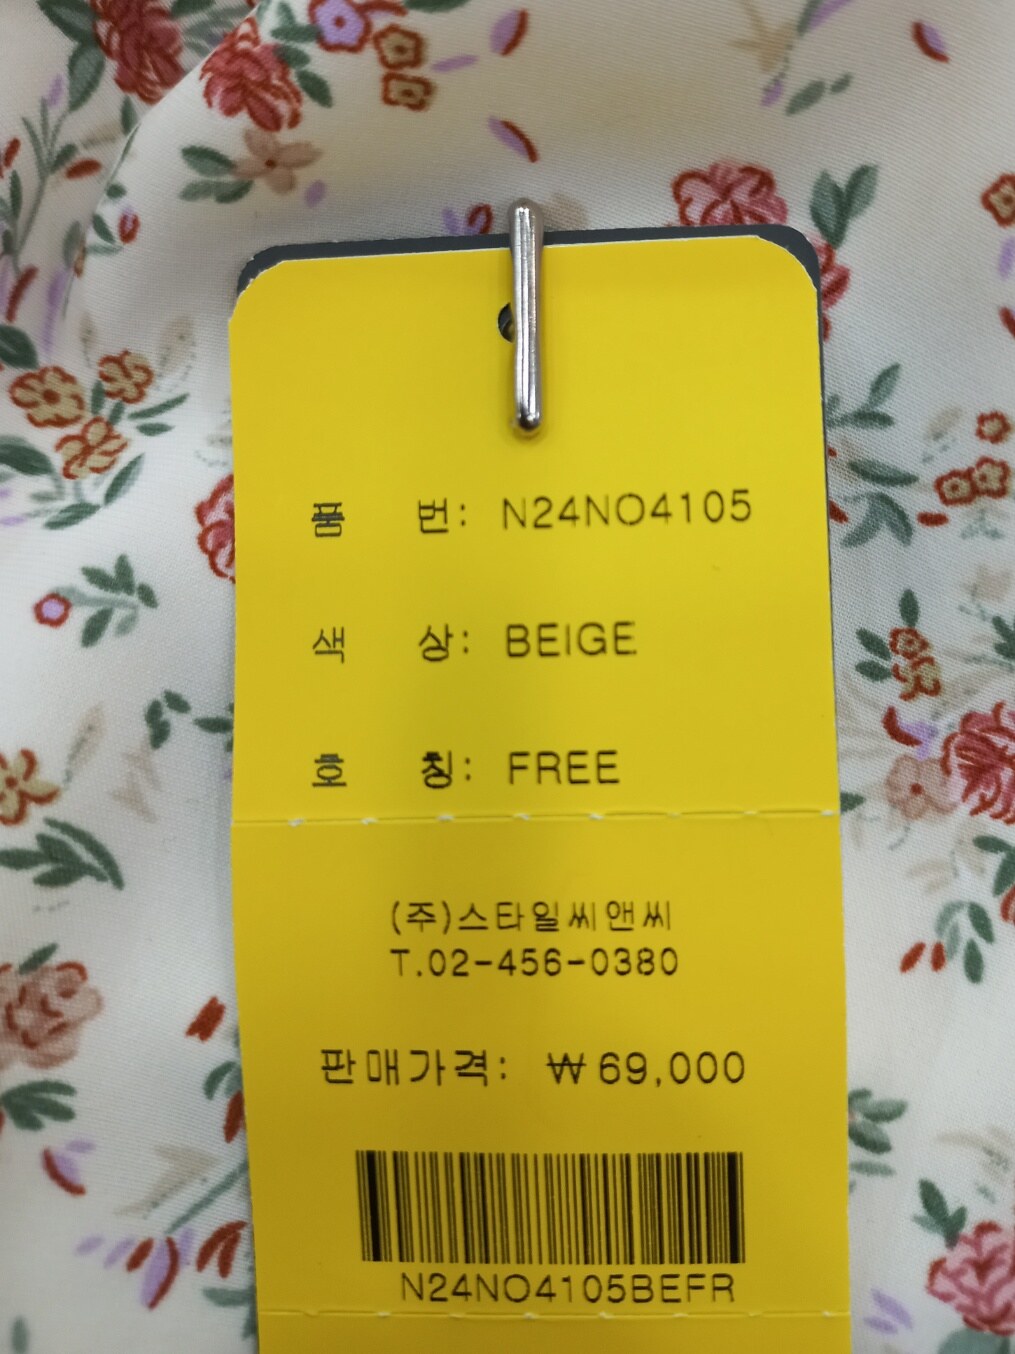 품 번: N24NO4105
색 상: BEIGE
호 칭: FREE
(주)스타일씨앤씨
T.02-456-0380
판매가격: ₩69,000
N24NO4105BEFR